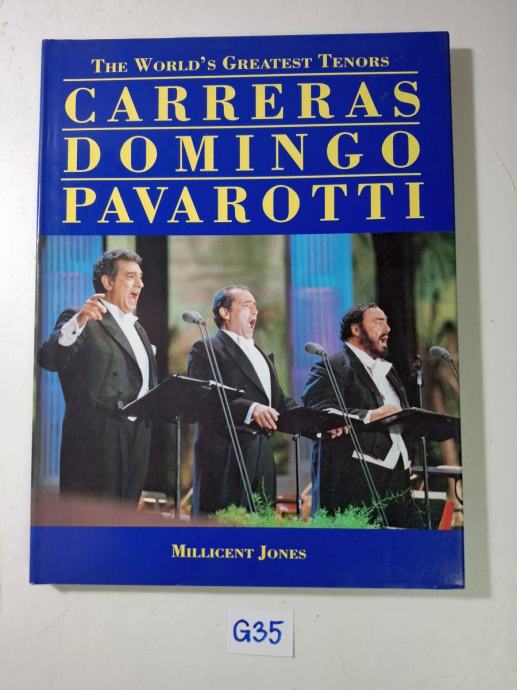 THE WORLD'S GREATEST TENORS
CARRERAS
DOMINGO
PAVAROTTI
MILLICENT JONES
G35